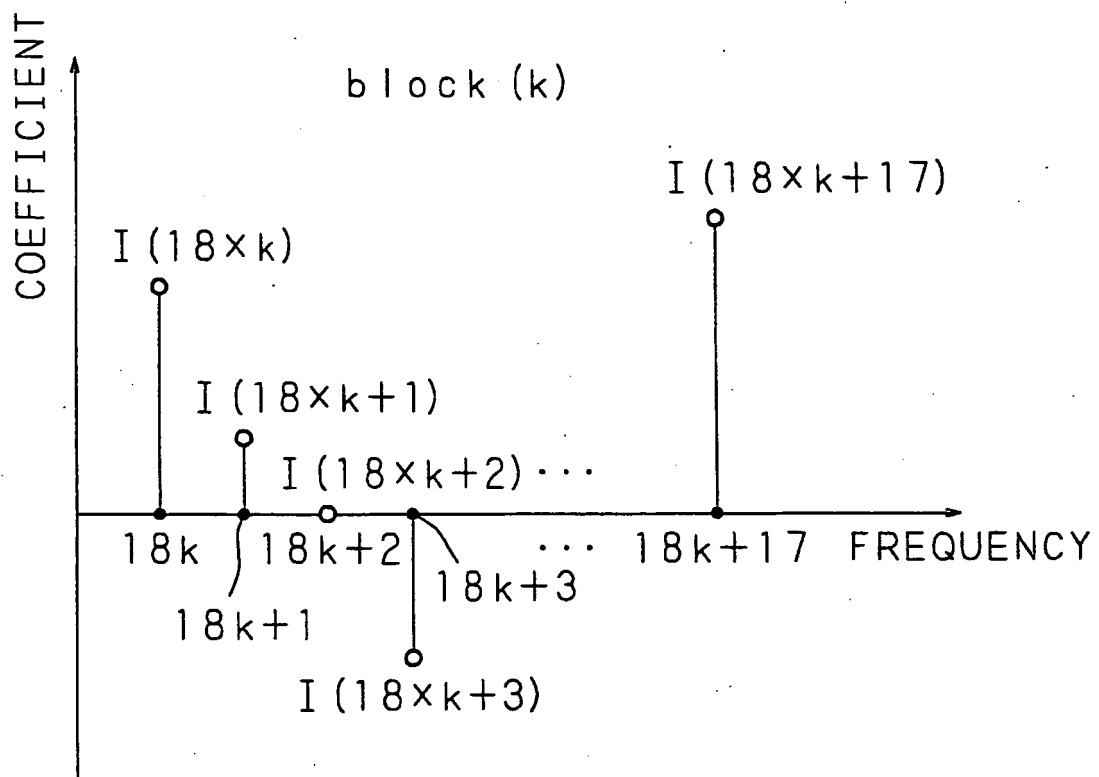 COEFFICIENT
block (k)
I (18×k+17)
I (18×k)
I (18×k+1)
I (18×k+2) ···
18k
18k+2
··· 18k+17
FREQUENCY
18k+3
18k+1
I (18×k+3)